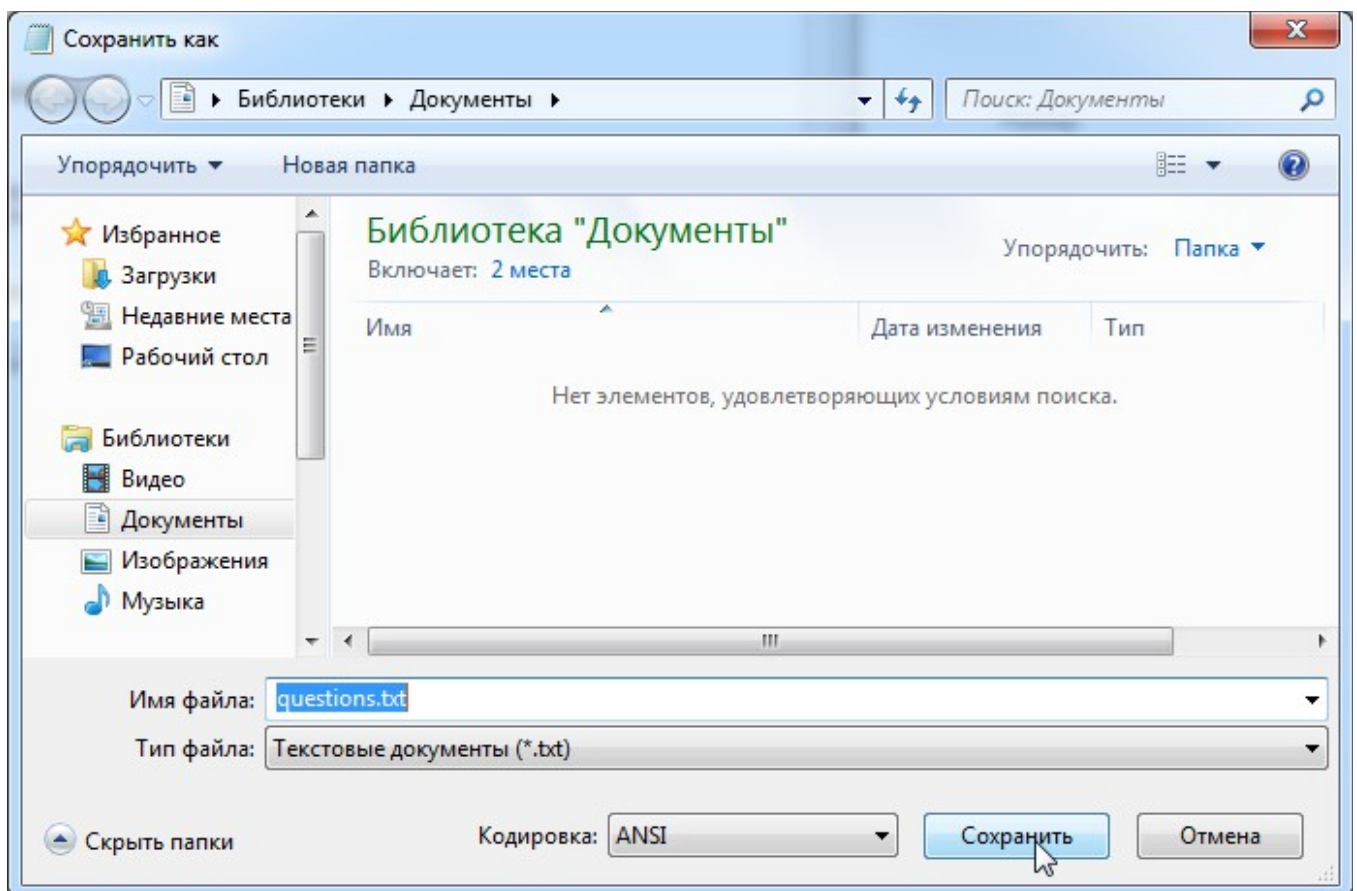 Сохранить как
Библиотеки Документы
Поиск: Документы
Упорядочить
Новая папка
Избранное
Загрузки
Недавние места
Рабочий стол
Библиотеки
Видео
Документы
Изображения
Музыка
Библиотека "Документы"
Включает: 2 места
Упорядочить: Папка
Имя
Дата изменения
Тип
Нет элементов, удовлетворяющих условиям поиска.
Имя файла: questions.txt
Тип файла: Текстовые документы (*.txt)
Скрыть папки
Кодировка: ANSI
Сохранить
Отмена